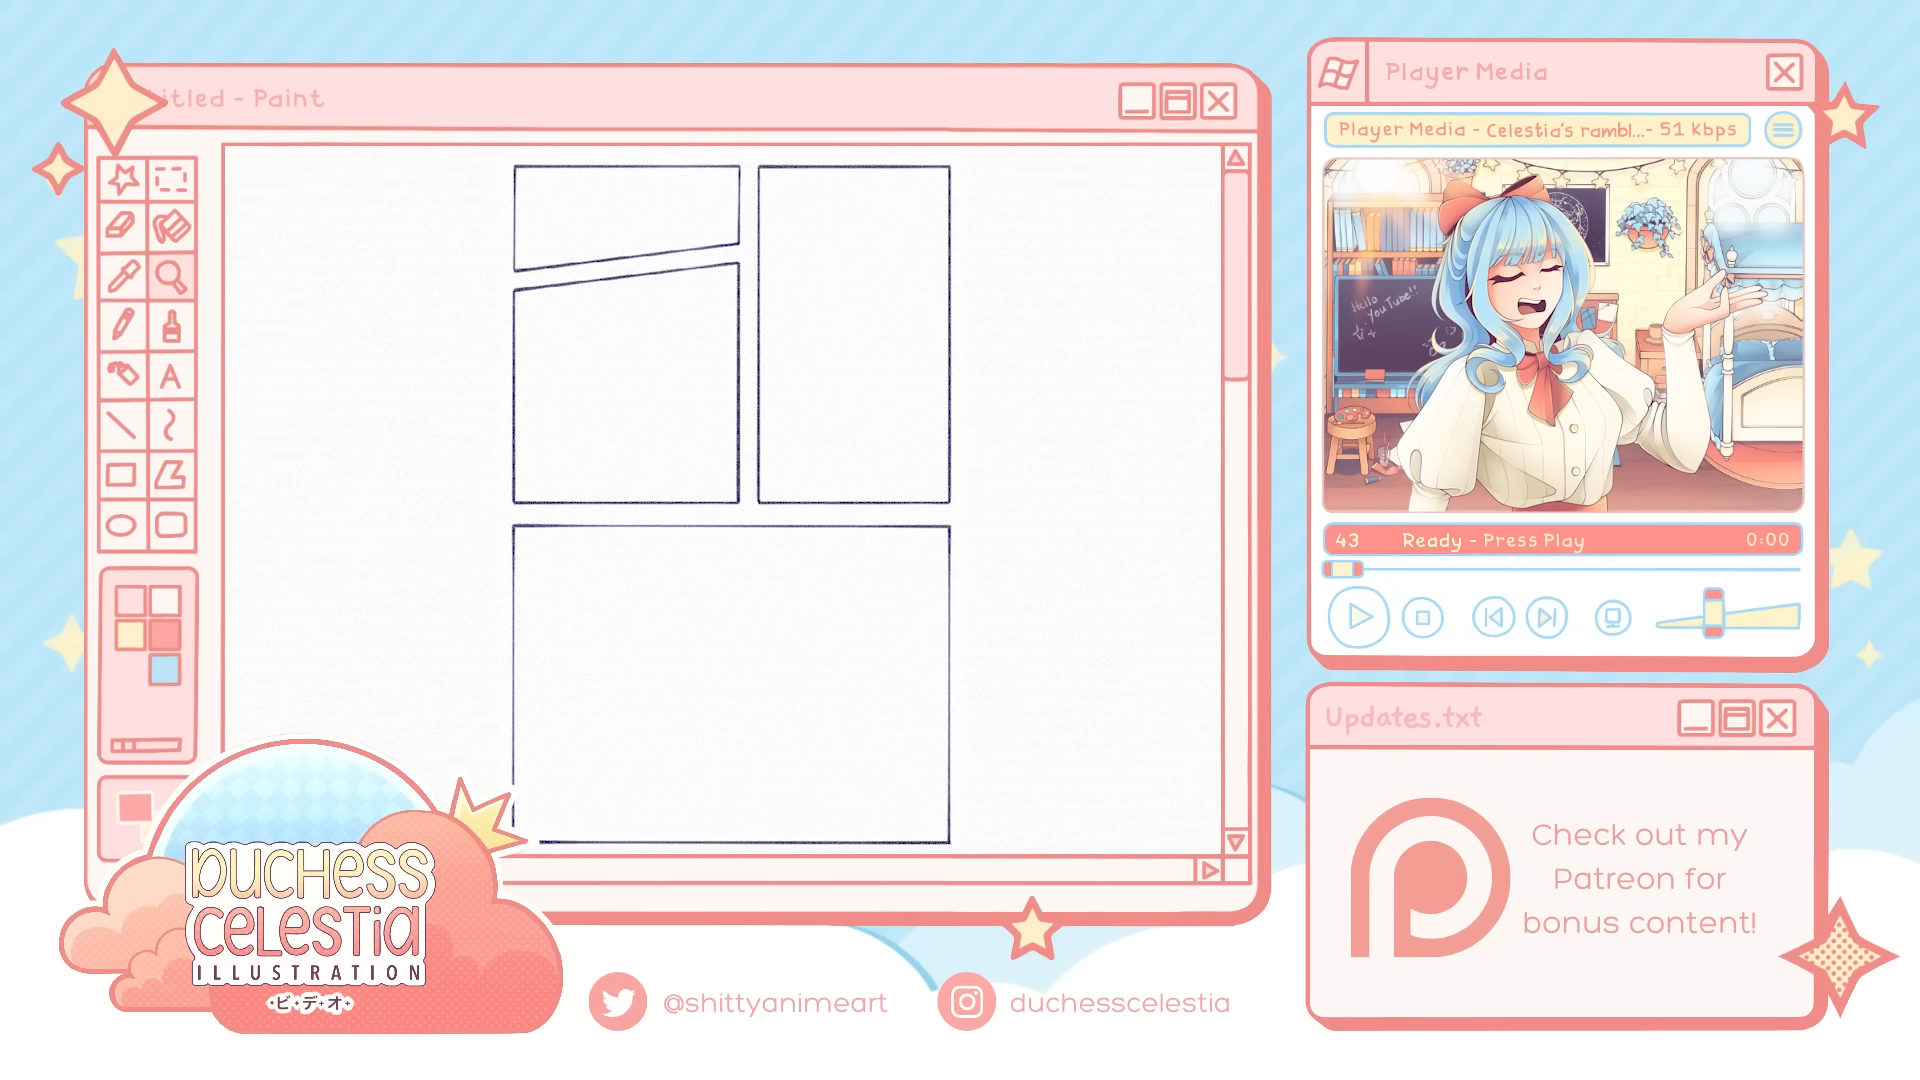 titled - Paint
Player Media
Player Media - Celestia's rambl...- 51 Kbps
Hello
YouTube!!
43 Ready - Press Play 0:00
A
Updates.txt
Check out my
Patreon for
bonus content!
DUCHESS
CELESTIA
ILLUSTRATION
・ビ・デ・オ・
@shittyanimeart
duchesscelestia